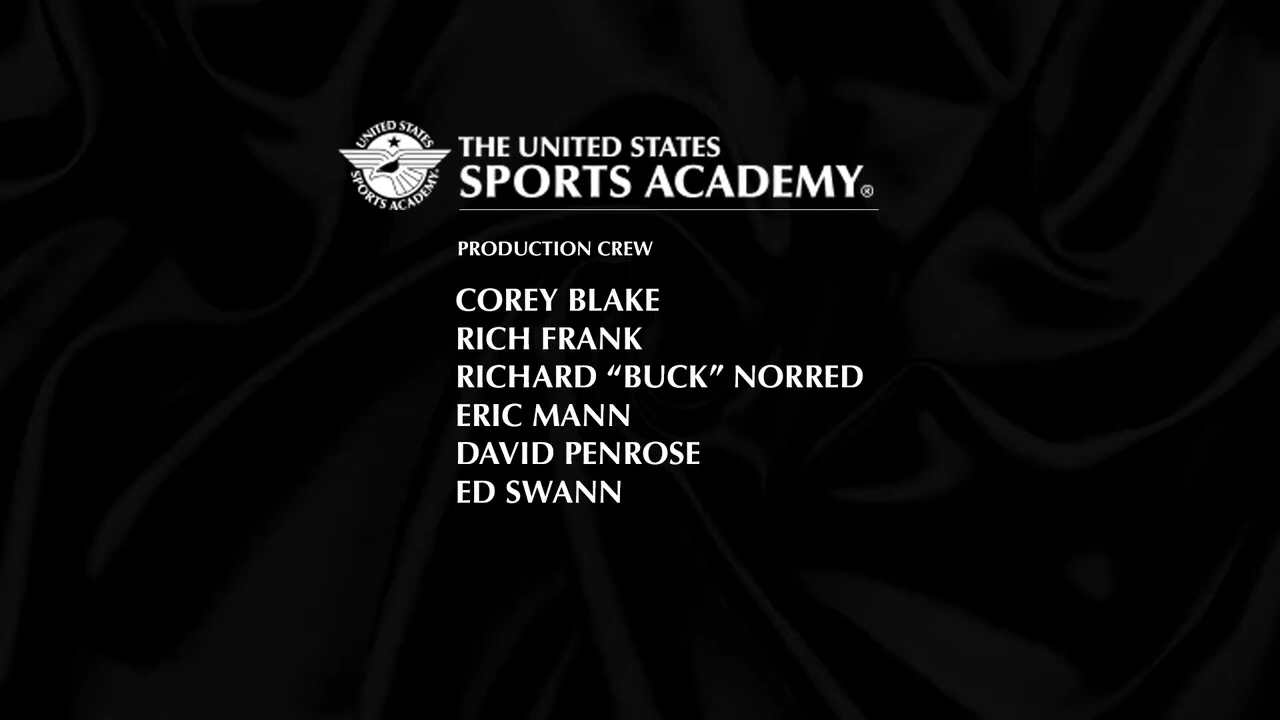 UNITED STATES
SPORTS ACADEMY
THE UNITED STATES
SPORTS ACADEMY®
PRODUCTION CREW
COREY BLAKE
RICH FRANK
RICHARD “BUCK” NORRED
ERIC MANN
DAVID PENROSE
ED SWANN